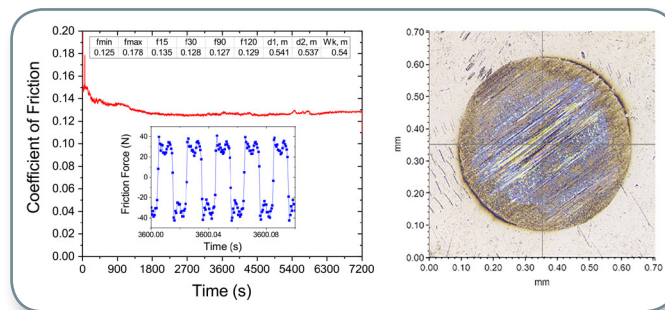 fmin fmax f15 f30 f90 f120 d1, m d2, m Wk, m
0.125 0.178 0.135 0.128 0.127 0.129 0.541 0.537 0.54
0.20
0.18
0.16
0.14
0.12
0.10
0.08
0.06
0.04
0.02
0.00
Coefficient of Friction
0 900 1800 2700 3600 4500 5400 6300 7200
Time (s)
40
20
0
-20
-40
Friction Force (N)
3600.00 3600.04 3600.08
Time (s)
0.70
0.60
0.50
0.40
mm
0.30
0.20
0.10
0.00
0.00 0.10 0.20 0.30 0.40 0.50 0.60 0.70
mm